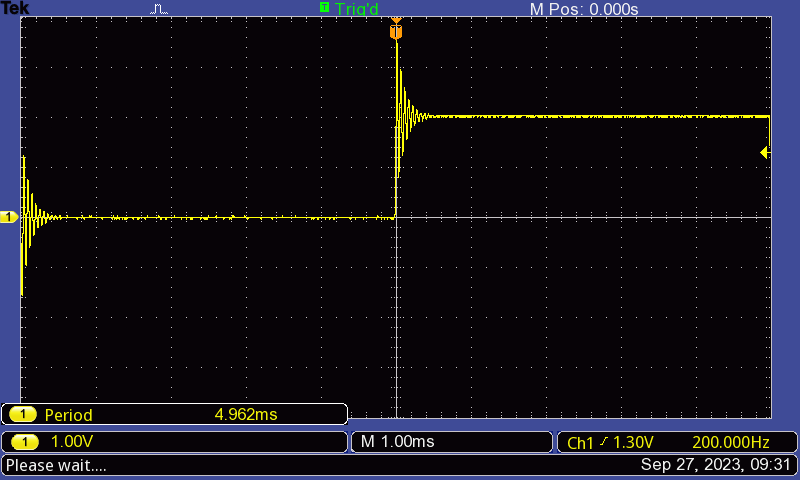 Tek T Trig'd M Pos: 0.000s
T
1
1 Period 4.962ms
1 1.00V M 1.00ms Ch1 1.30V 200.000Hz
Please wait.... Sep 27, 2023, 09:31